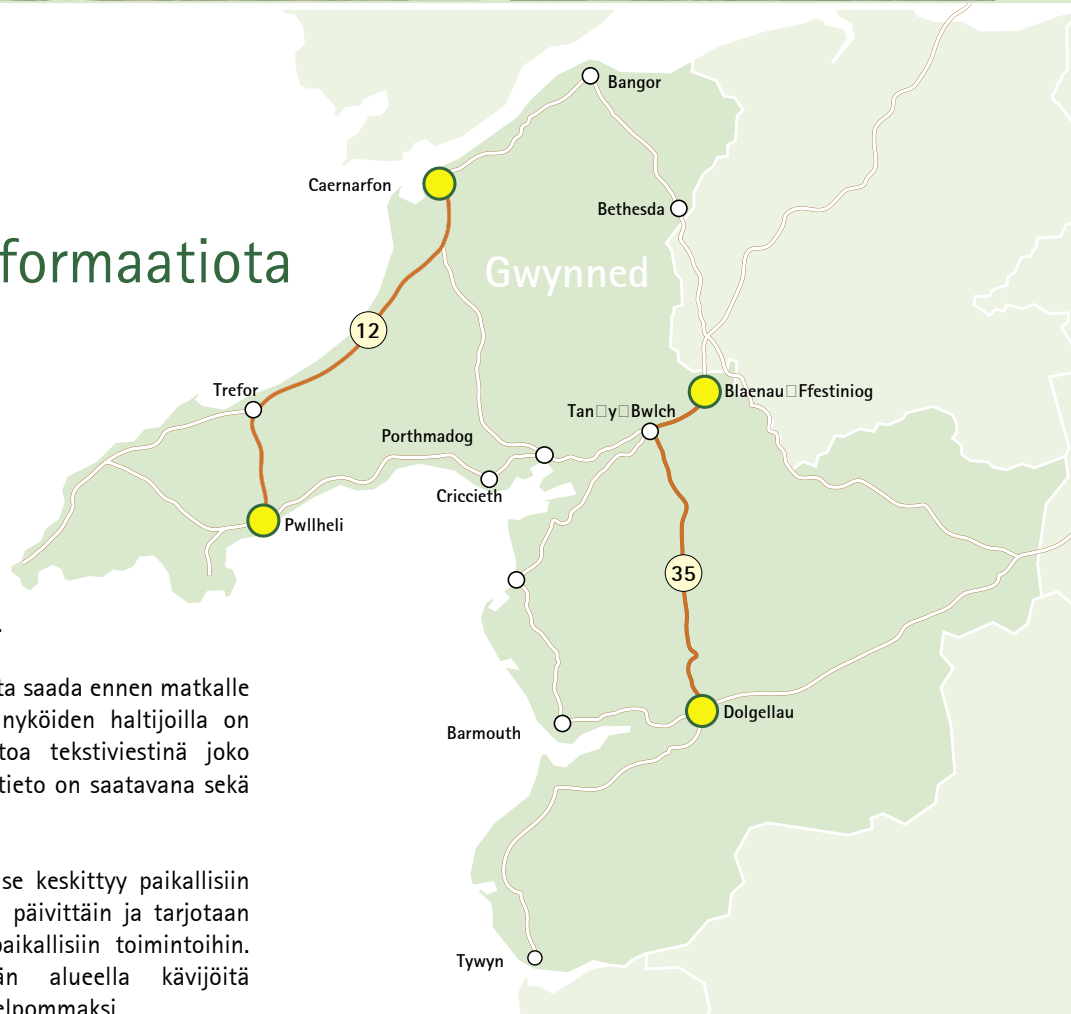 formaatiota
ta saada ennen matkalle
nyköiden haltijoilla on
toa tekstiviestinä joko
tieto on saatavana sekä
se keskittyy paikallisiin
päivittäin ja tarjotaan
paikallisiin toimintoihin.
än alueella kävijöitä
elpommaksi
Bangor
Caernarfon
Bethesda
Gwynned
12
Trefor
Blaenau□Ffestiniog
Tan□y□Bwlch
Porthmadog
Criccieth
Pwllheli
35
Dolgellau
Barmouth
Tywyn